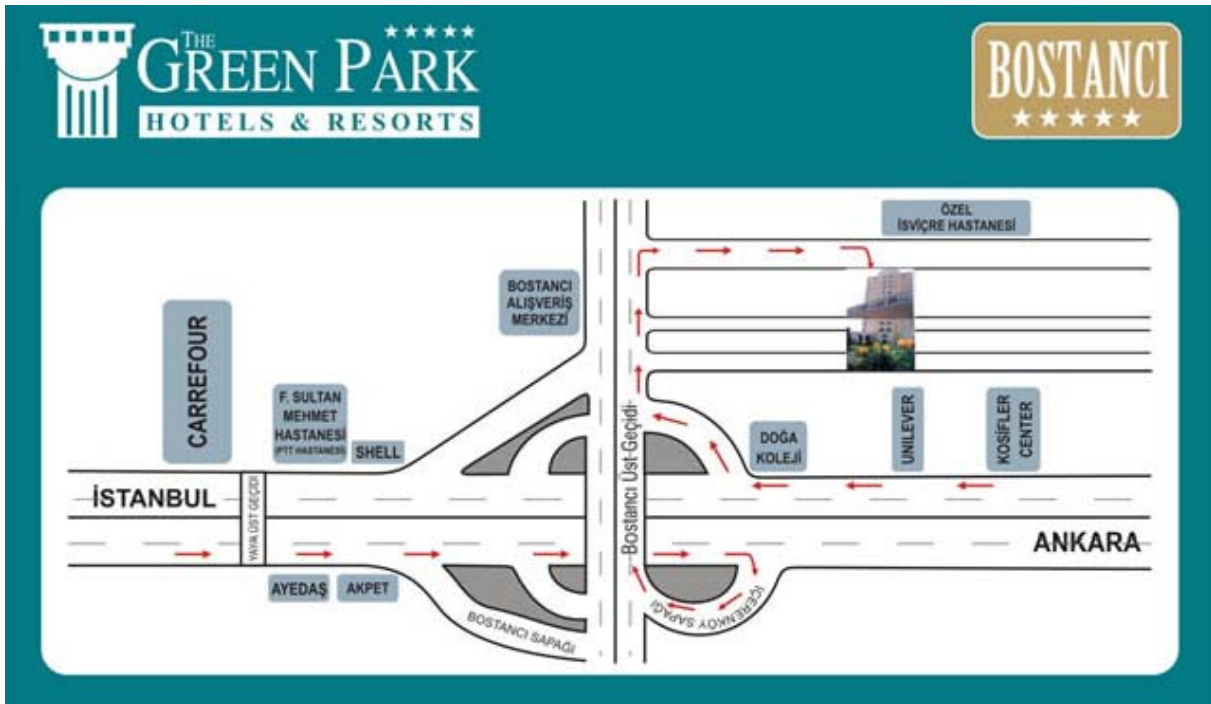 THE
GREEN PARK
HOTELS & RESORTS
BOSTANCI
ÖZEL
İSVİÇRE HASTANESİ
BOSTANCI
ALIŞVERİŞ
MERKEZİ
CARREFOUR
F. SULTAN
MEHMET
HASTANESİ
(PTT HASTANESİ)
SHELL
DOĞA
KOLEJİ
UNILEVER
KOSİFLER
CENTER
Bostancı Üst Geçidi
İSTANBUL
YAYA ÜST GEÇİDİ
ANKARA
AYEDAŞ
AKPET
BOSTANCI SAPAĞI
İÇERENKÖY SAPAĞI